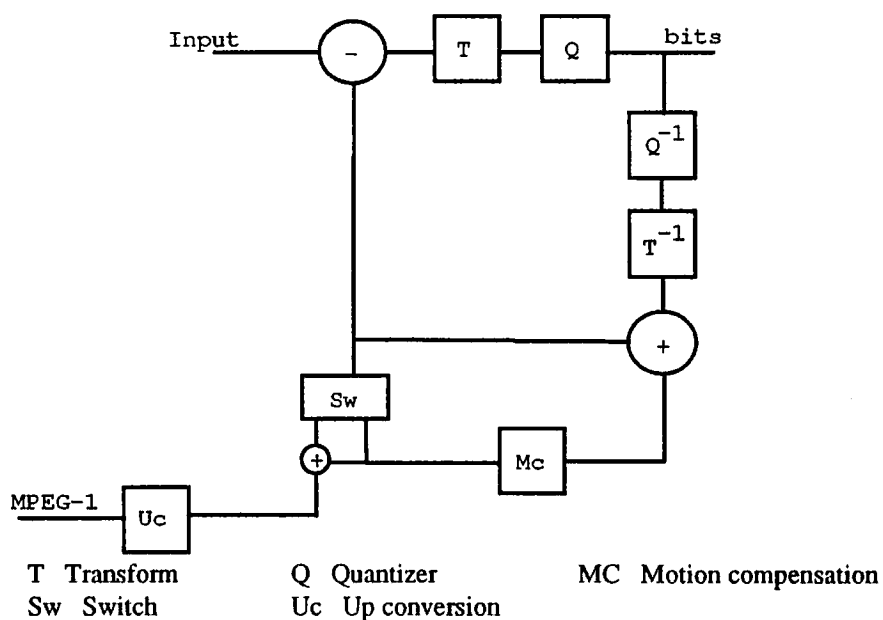 Input
-
T
Q
bits
Q-1
T-1
+
Sw
+
Mc
MPEG-1
Uc
T Transform Q Quantizer MC Motion compensation
Sw Switch Uc Up conversion